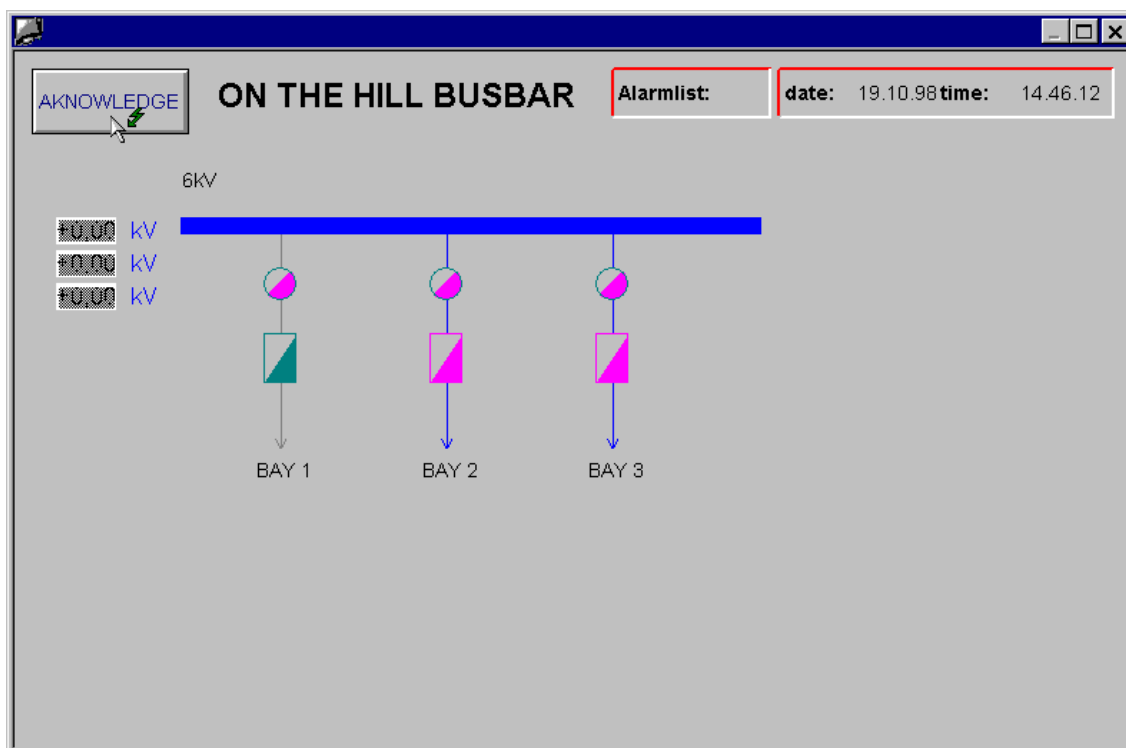 AKNOWLEDGE
ON THE HILL BUSBAR
Alarmlist:
date: 19.10.98 time: 14.46.12
6kV
+0.00 kV
+0.00 kV
+0.00 kV
BAY 1 BAY 2 BAY 3